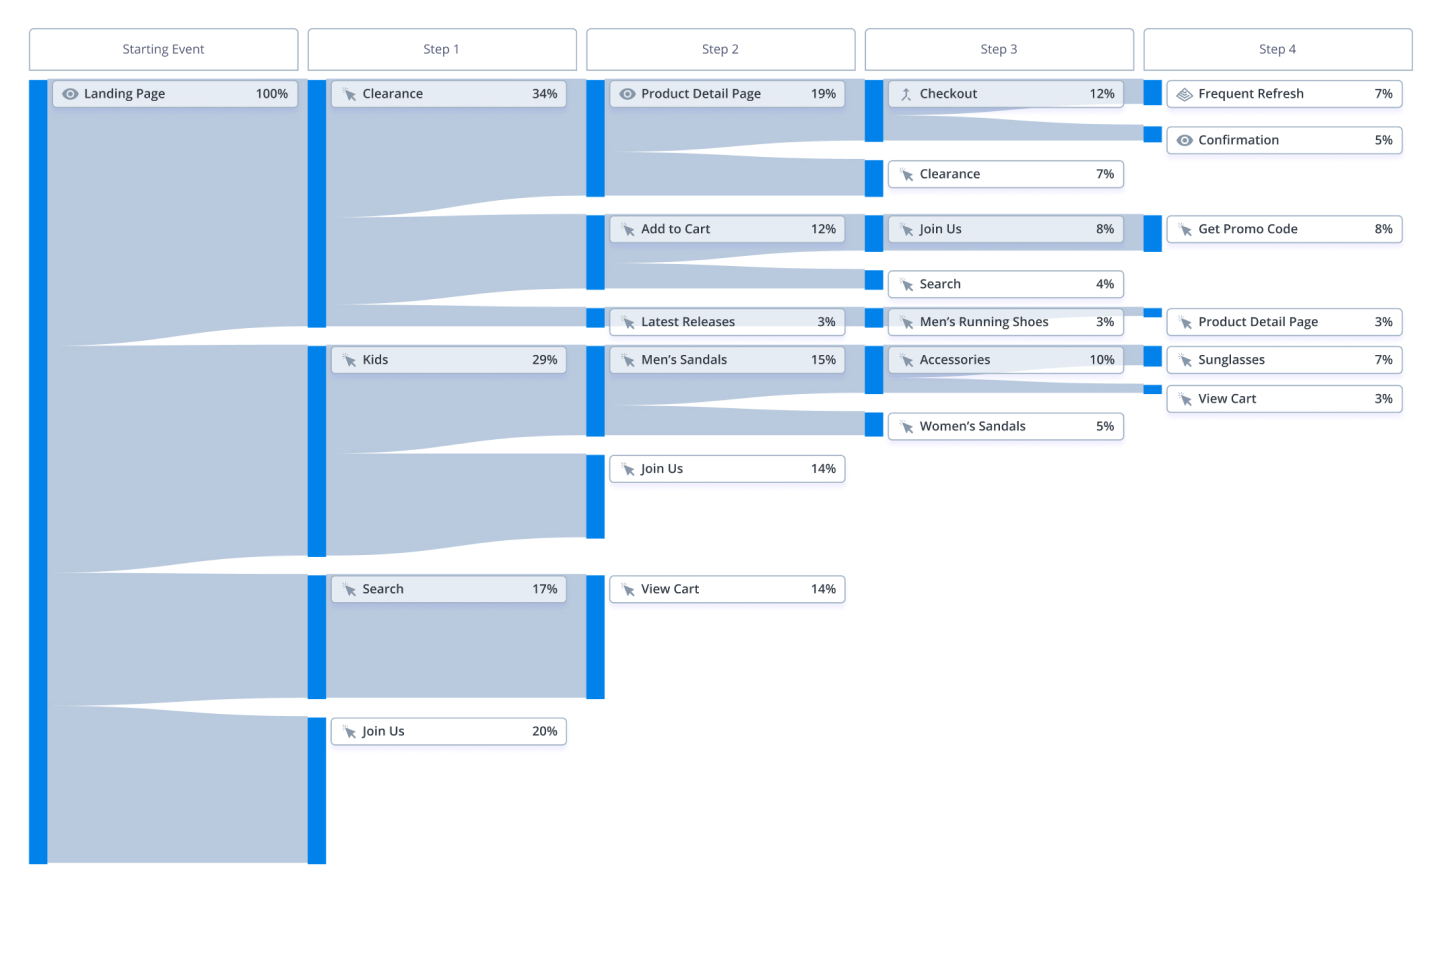 Starting Event
Step 1
Step 2
Step 3
Step 4
Landing Page 100%
Clearance 34%
Product Detail Page 19%
Checkout 12%
Frequent Refresh 7%
Confirmation 5%
Clearance 7%
Add to Cart 12%
Join Us 8%
Get Promo Code 8%
Search 4%
Latest Releases 3%
Men’s Running Shoes 3%
Product Detail Page 3%
Kids 29%
Men’s Sandals 15%
Accessories 10%
Sunglasses 7%
View Cart 3%
Women’s Sandals 5%
Join Us 14%
Search 17%
View Cart 14%
Join Us 20%